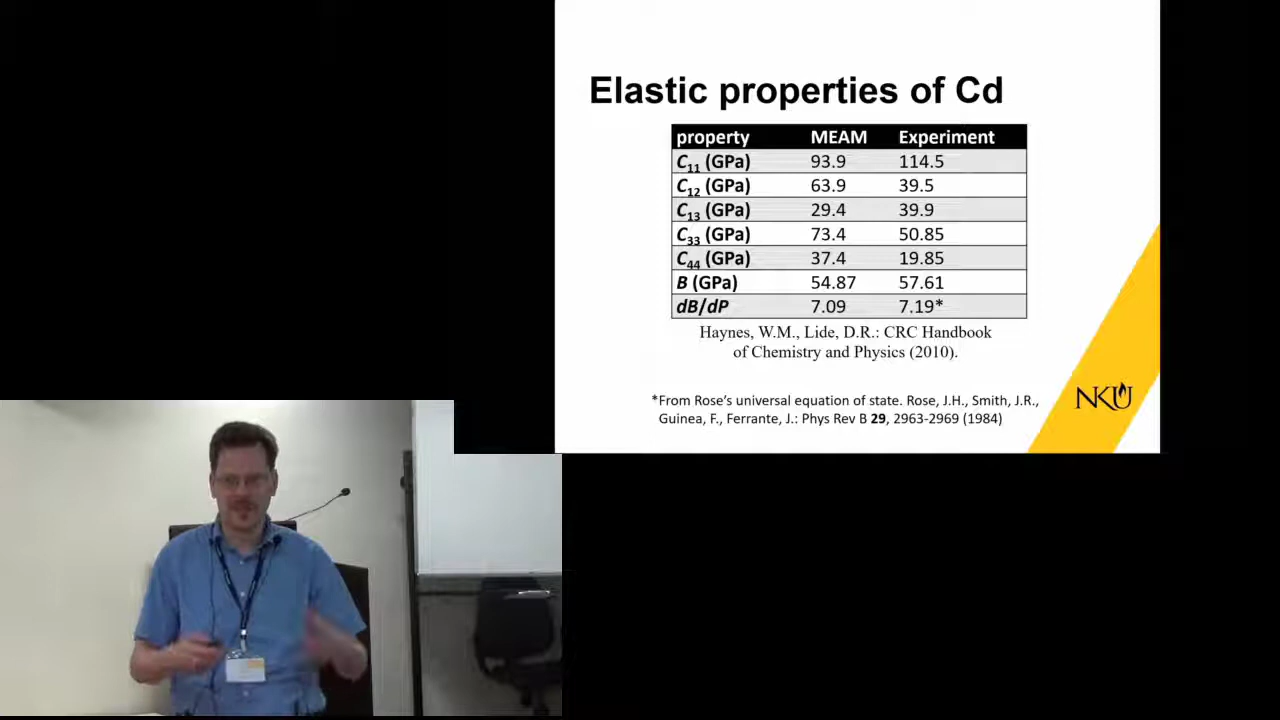 Elastic properties of Cd
property MEAM Experiment
C11 (GPa) 93.9 114.5
C12 (GPa) 63.9 39.5
C13 (GPa) 29.4 39.9
C33 (GPa) 73.4 50.85
C44 (GPa) 37.4 19.85
B (GPa) 54.87 57.61
dB/dP 7.09 7.19*
Haynes, W.M., Lide, D.R.: CRC Handbook
of Chemistry and Physics (2010).
*From Rose’s universal equation of state. Rose, J.H., Smith, J.R.,
Guinea, F., Ferrante, J.: Phys Rev B 29, 2963-2969 (1984)
NKU